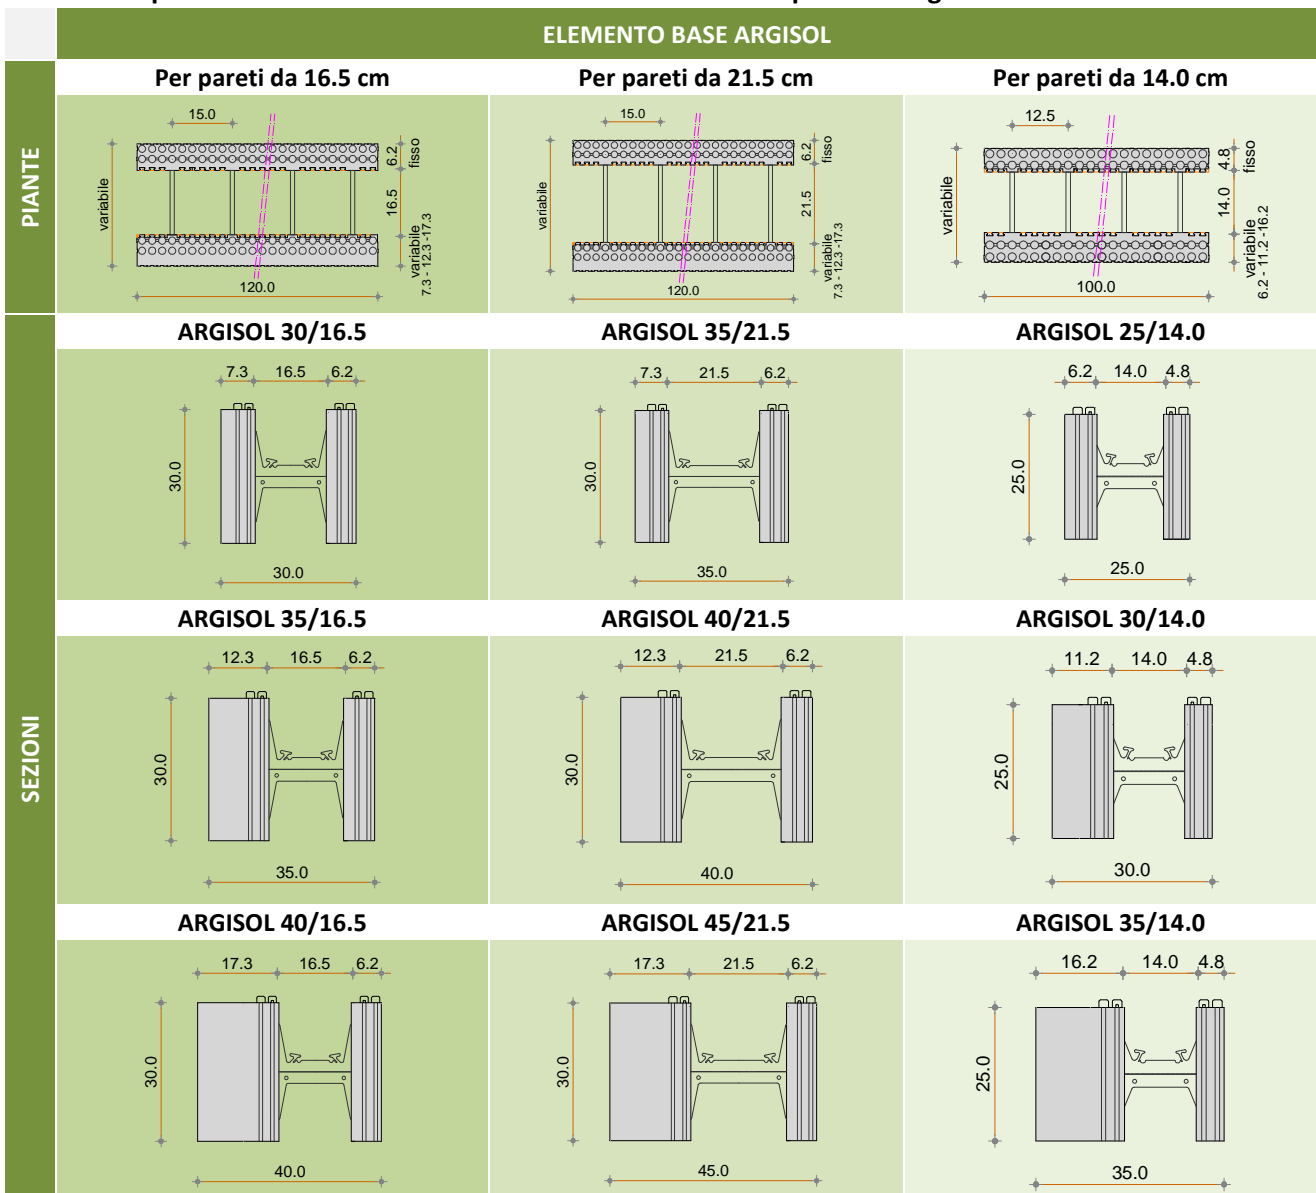 ELEMENTO BASE ARGISOL
PIANTE
Per pareti da 16.5 cm
Per pareti da 21.5 cm
Per pareti da 14.0 cm
15.0
variabile
6.2
fisso
16.5
variabile
7.3 - 12.3 -17.3
120.0
15.0
variabile
6.2
fisso
21.5
variabile
7.3 - 12.3 -17.3
120.0
12.5
variabile
4.8
fisso
14.0
variabile
6.2 - 11.2 -16.2
100.0
SEZIONI
ARGISOL 30/16.5
ARGISOL 35/21.5
ARGISOL 25/14.0
7.3 16.5 6.2
30.0
30.0
7.3 21.5 6.2
30.0
35.0
6.2 14.0 4.8
25.0
25.0
ARGISOL 35/16.5
ARGISOL 40/21.5
ARGISOL 30/14.0
12.3 16.5 6.2
30.0
35.0
12.3 21.5 6.2
30.0
40.0
11.2 14.0 4.8
25.0
30.0
ARGISOL 40/16.5
ARGISOL 45/21.5
ARGISOL 35/14.0
17.3 16.5 6.2
30.0
40.0
17.3 21.5 6.2
30.0
45.0
16.2 14.0 4.8
25.0
35.0